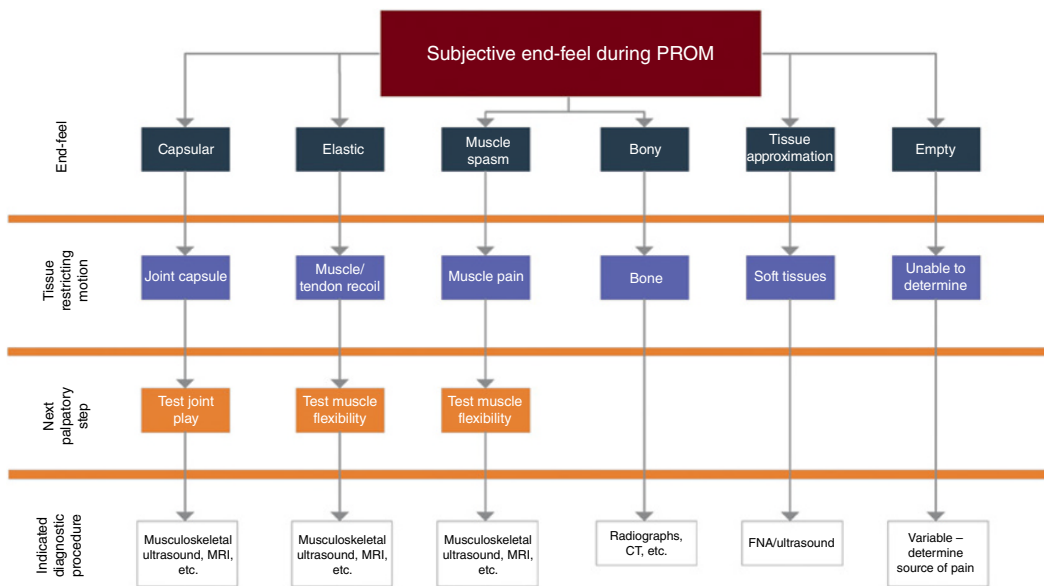 Subjective end-feel during PROM
End-feel
Capsular
Elastic
Muscle
spasm
Bony
Tissue
approximation
Empty
Tissue
restricting
motion
Joint capsule
Muscle/
tendon recoil
Muscle pain
Bone
Soft tissues
Unable to
determine
Next
palpatory
step
Test joint
play
Test muscle
flexibility
Test muscle
flexibility
Indicated
diagnostic
procedure
Musculoskeletal
ultrasound, MRI,
etc.
Musculoskeletal
ultrasound, MRI,
etc.
Musculoskeletal
ultrasound, MRI,
etc.
Radiographs,
CT, etc.
FNA/ultrasound
Variable –
determine
source of pain